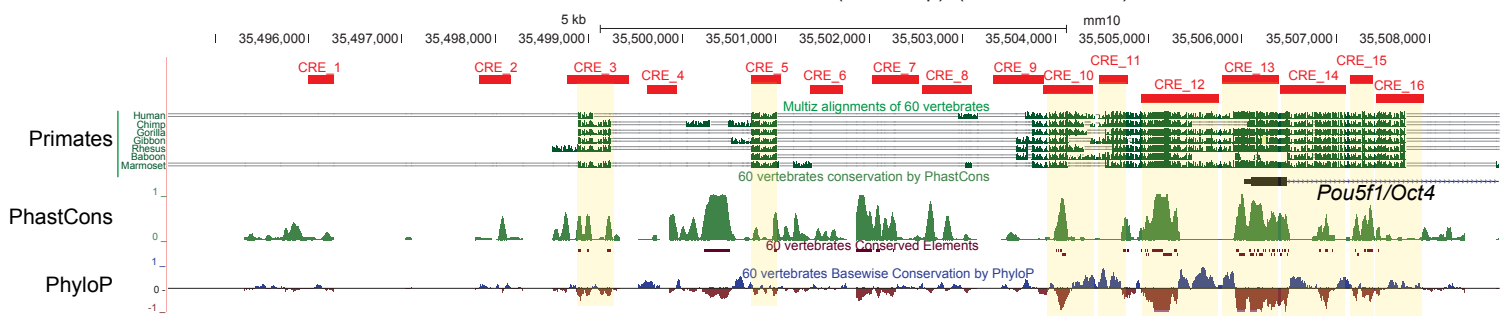 5 kb mm10
35,496,000 35,497,000 35,498,000 35,499,000 35,500,000 35,501,000 35,502,000 35,503,000 35,504,000 35,505,000 35,506,000 35,507,000 35,508,000
CRE_1 CRE_2 CRE_3 CRE_4 CRE_5 CRE_6 CRE_7 CRE_8 CRE_9 CRE_10 CRE_11 CRE_12 CRE_13 CRE_14 CRE_15 CRE_16
Multiz alignments of 60 vertebrates
Primates
Human
Chimp
Gorilla
Gibbon
Rhesus
Baboon
Marmoset
60 vertebrates conservation by PhastCons
Pou5f1/Oct4
PhastCons
1
0
60 vertebrates Conserved Elements
60 vertebrates Basewise Conservation by PhyloP
PhyloP
1
0
-1